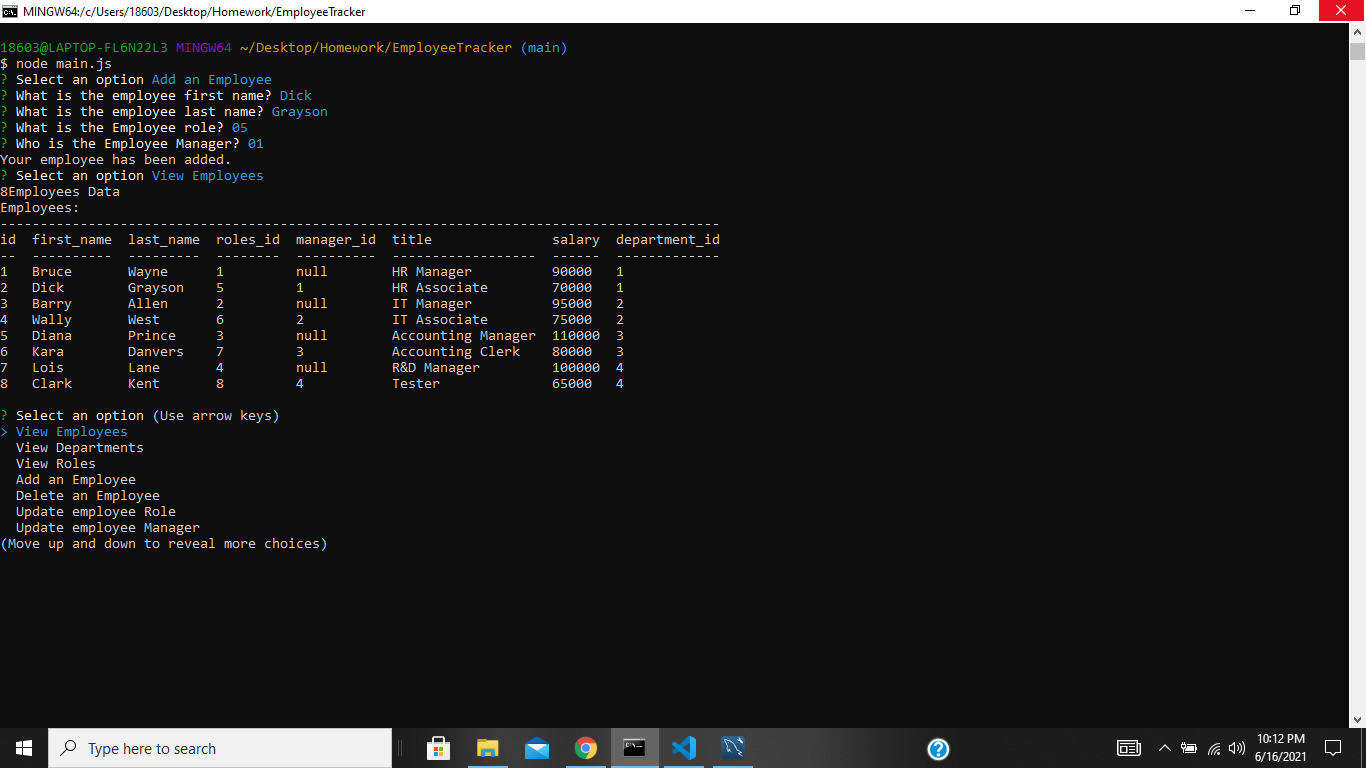 MINGW64:/c/Users/18603/Desktop/Homework/EmployeeTracker
18603@LAPTOP-FL6N22L3 MINGW64 ~/Desktop/Homework/EmployeeTracker (main)
$ node main.js
? Select an option Add an Employee
? What is the employee first name? Dick
? What is the employee last name? Grayson
? What is the Employee role? 05
? Who is the Employee Manager? 01
Your employee has been added.
? Select an option View Employees
8Employees Data
Employees:
------------------------------------------------------------------------------------------
id  first_name  last_name  roles_id  manager_id  title               salary  department_id
--  ----------  ---------  --------  ----------  ------------------  ------  -------------
1   Bruce       Wayne      1         null        HR Manager          90000   1
2   Dick        Grayson    5         1           HR Associate        70000   1
3   Barry       Allen      2         null        IT Manager          95000   2
4   Wally       West       6         2           IT Associate        75000   2
5   Diana       Prince     3         null        Accounting Manager  110000  3
6   Kara        Danvers    7         3           Accounting Clerk    80000   3
7   Lois        Lane       4         null        R&D Manager         100000  4
8   Clark       Kent       8         4           Tester              65000   4
? Select an option (Use arrow keys)
> View Employees
  View Departments
  View Roles
  Add an Employee
  Delete an Employee
  Update employee Role
  Update employee Manager
(Move up and down to reveal more choices)
Type here to search
10:12 PM
6/16/2021